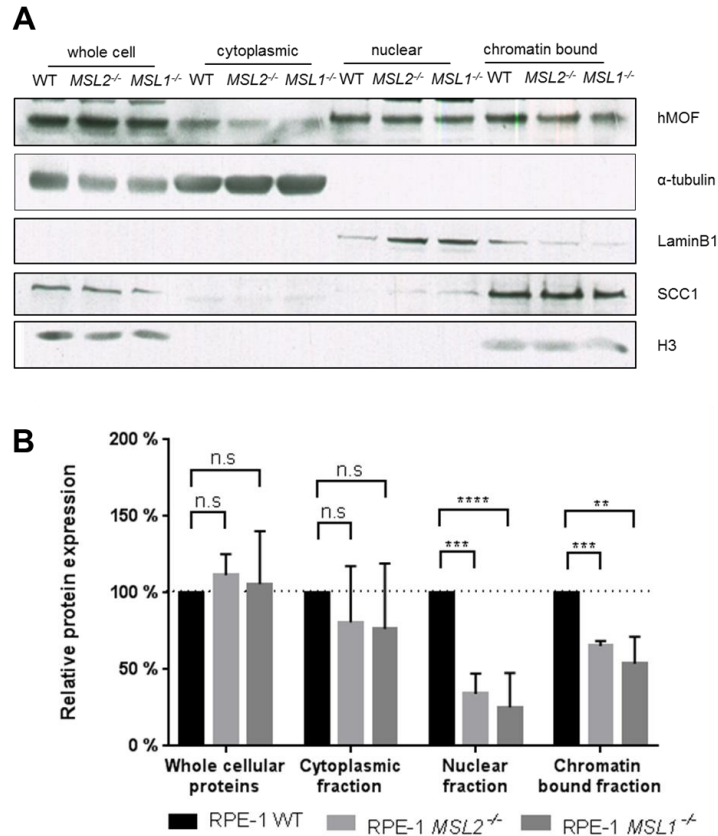 A
whole cell cytoplasmic nuclear chromatin bound
WT MSL2-/- MSL1-/- WT MSL2-/- MSL1-/- WT MSL2-/- MSL1-/- WT MSL2-/- MSL1-/-
hMOF
α-tubulin
LaminB1
SCC1
H3
B
Relative protein expression
200 %
150 %
100 %
50 %
0 %
n.s
n.s
n.s
n.s
****
***
**
***
Whole cellular
proteins
Cytoplasmic
fraction
Nuclear
fraction
Chromatin
bound fraction
RPE-1 WT RPE-1 MSL2-/- RPE-1 MSL1-/-